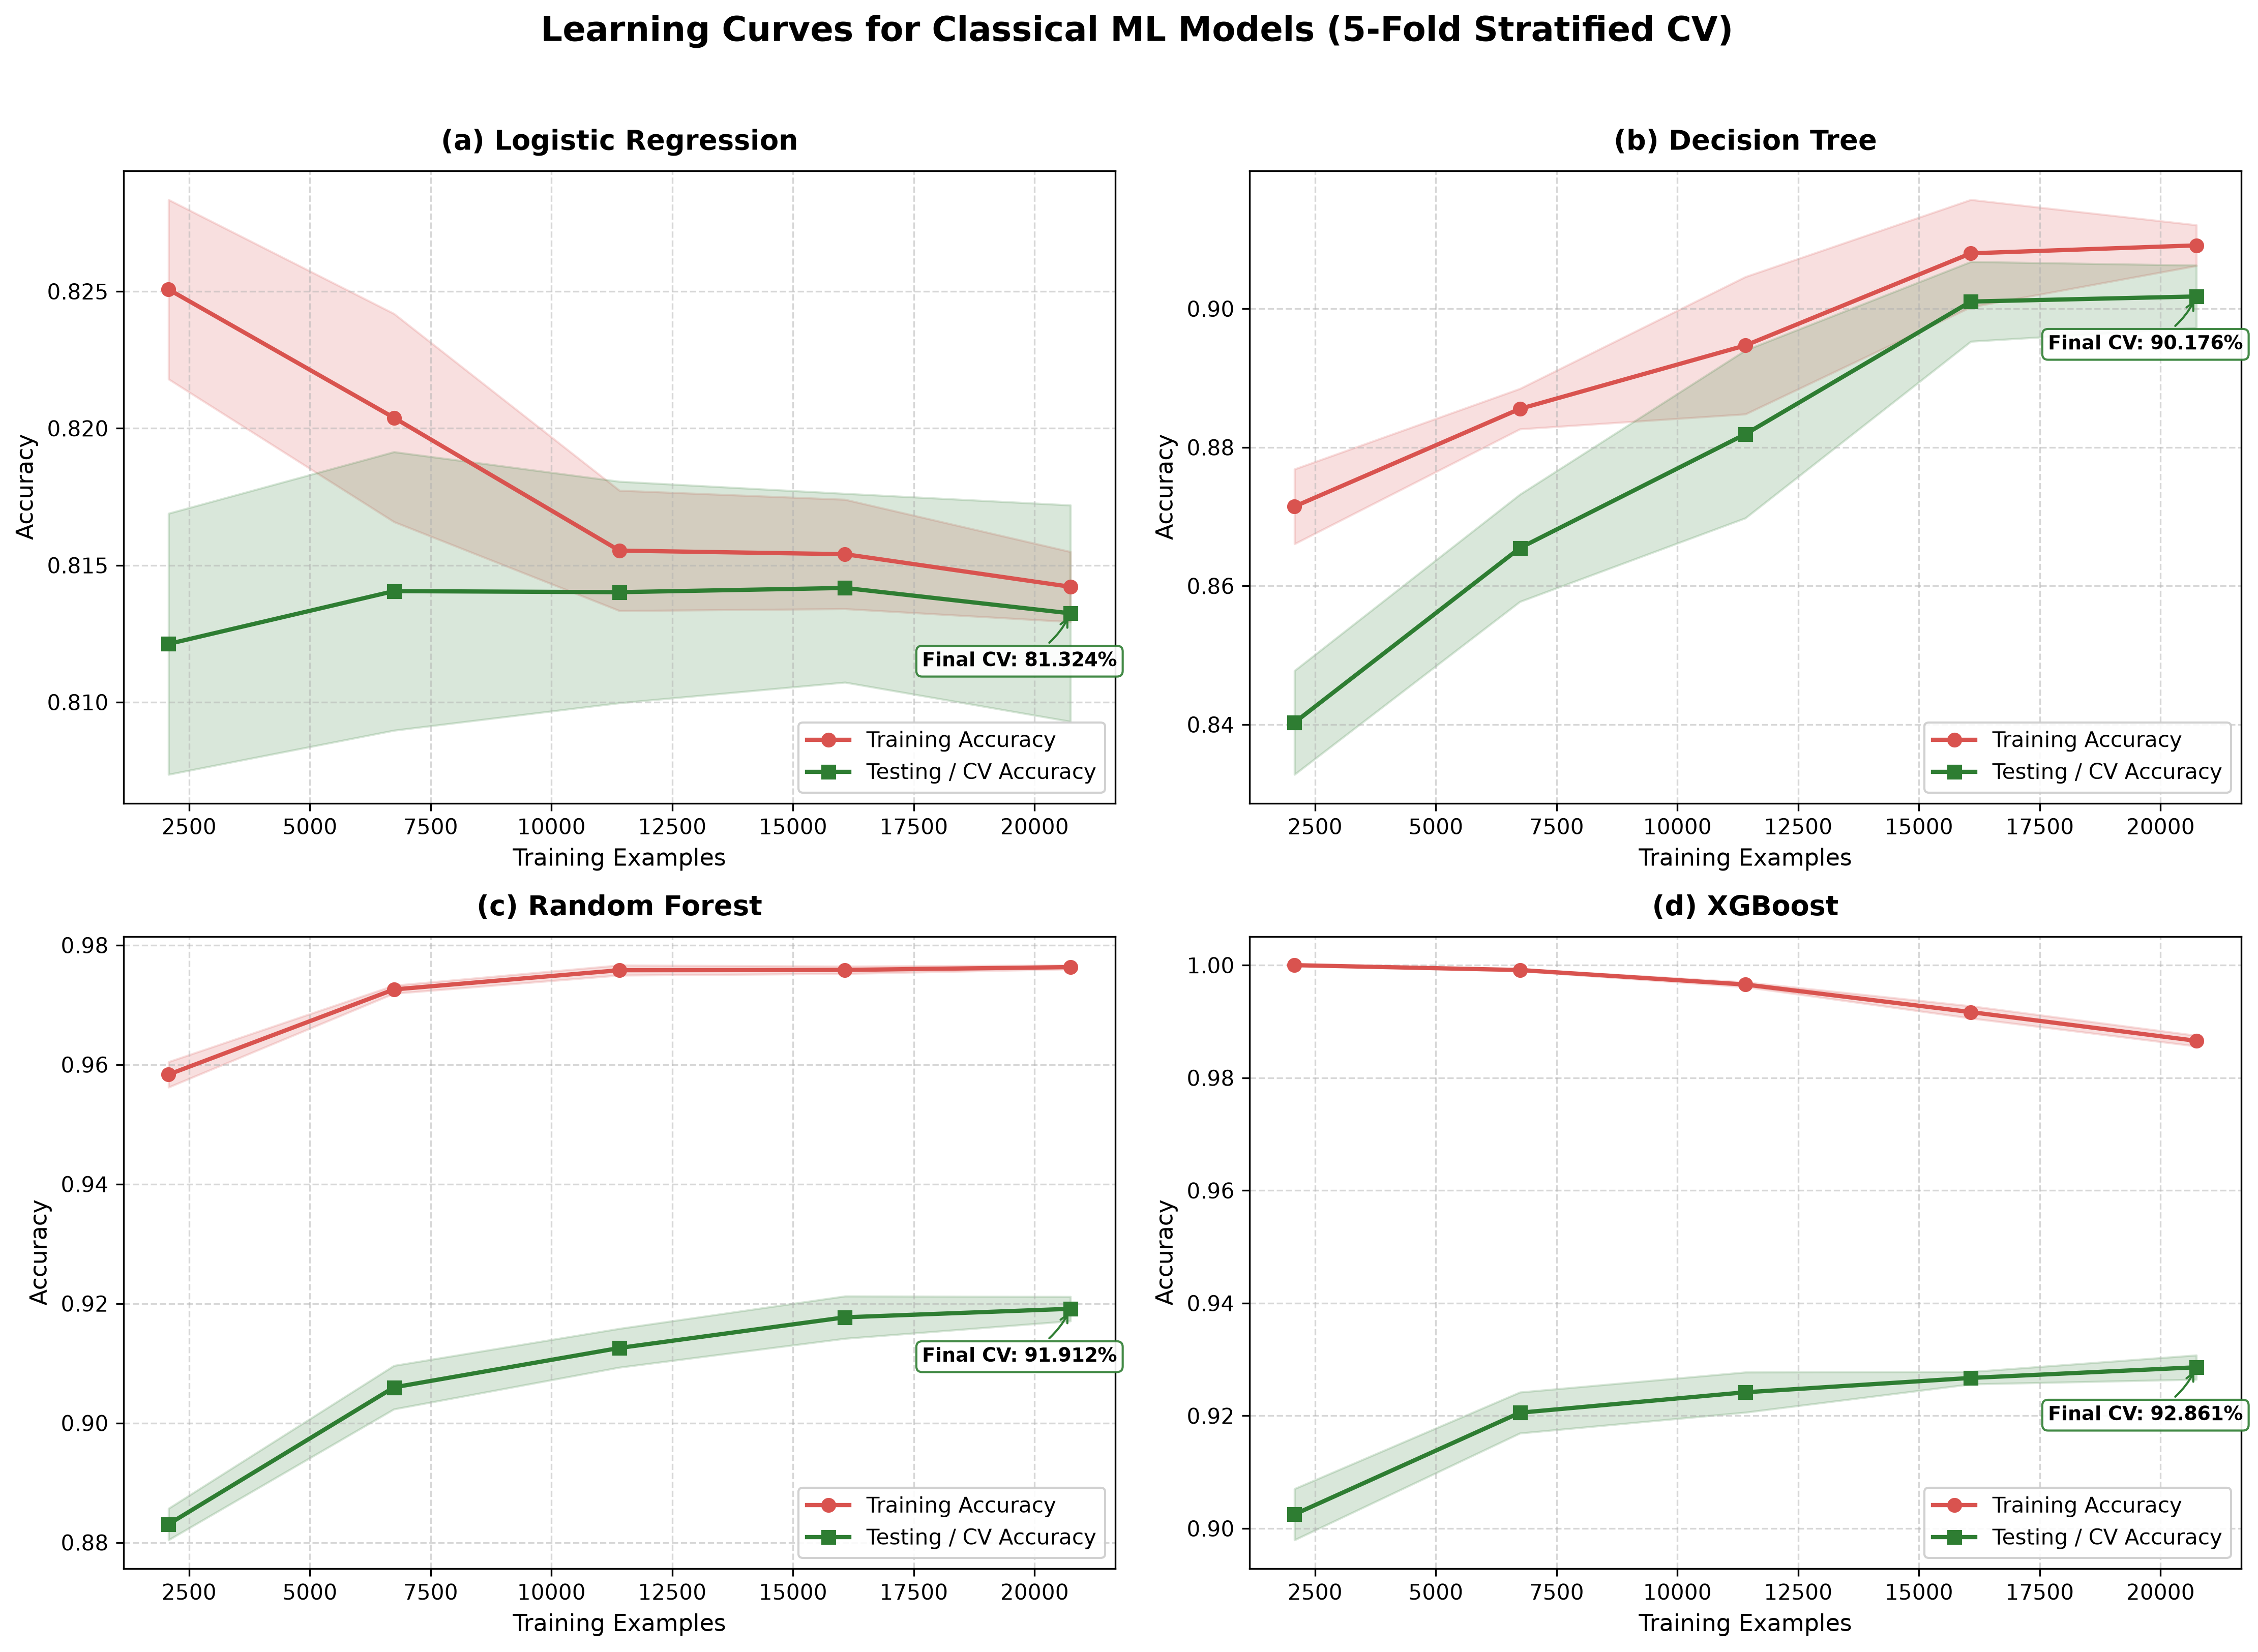 Learning Curves for Classical ML Models (5-Fold Stratified CV)
(a) Logistic Regression
Accuracy
0.825
0.820
0.815
0.810
Final CV: 81.324%
Training Accuracy
Testing / CV Accuracy
2500 5000 7500 10000 12500 15000 17500 20000
Training Examples
(b) Decision Tree
Accuracy
0.90
0.88
0.86
0.84
Final CV: 90.176%
Training Accuracy
Testing / CV Accuracy
2500 5000 7500 10000 12500 15000 17500 20000
Training Examples
(c) Random Forest
Accuracy
0.98
0.96
0.94
0.92
0.90
0.88
Final CV: 91.912%
Training Accuracy
Testing / CV Accuracy
2500 5000 7500 10000 12500 15000 17500 20000
Training Examples
(d) XGBoost
Accuracy
1.00
0.98
0.96
0.94
0.92
0.90
Final CV: 92.861%
Training Accuracy
Testing / CV Accuracy
2500 5000 7500 10000 12500 15000 17500 20000
Training Examples